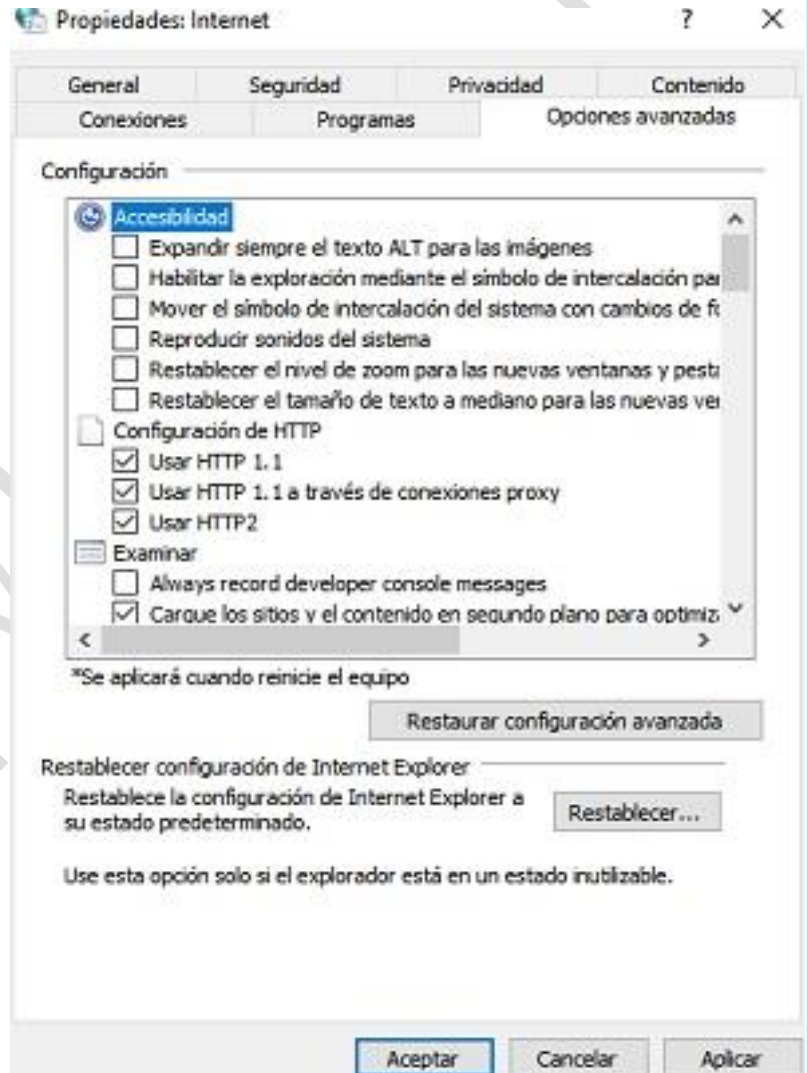 Propiedades: Internet
General Seguridad Privacidad Contenido
Conexiones Programas Opciones avanzadas
Configuración
Accesibilidad
Expandir siempre el texto ALT para las imágenes
Habilitar la exploración mediante el símbolo de intercalación
Mover el símbolo de intercalación del sistema con cambios de
Reproducir sonidos del sistema
Restablecer el nivel de zoom para las nuevas ventanas y
Restablecer el tamaño de texto a mediano para las nuevas
Configuración de HTTP
Usar HTTP 1.1
Usar HTTP 1.1 a través de conexiones proxy
Usar HTTP2
Examinar
Always record developer console messages
Cargue los sitios y el contenido en segundo plano para optimiz
*Se aplicará cuando reinicie el equipo
Restaurar configuración avanzada
Restablecer configuración de Internet Explorer
Restablece la configuración de Internet Explorer a
su estado predeterminado.
Restablecer...
Use esta opción solo si el explorador está en un estado inutilizable.
Aceptar Cancelar Aplicar